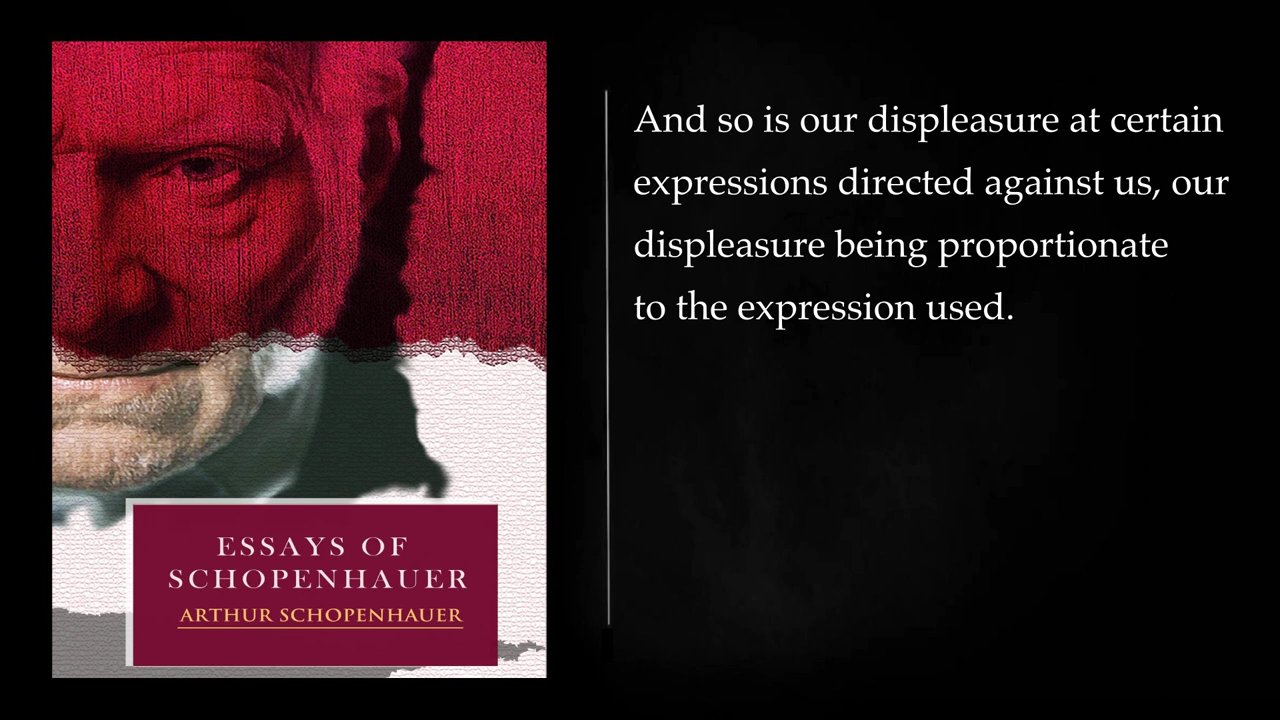 ESSAYS OF
SCHOPENHAUER
ARTHUR SCHOPENHAUER
And so is our displeasure at certain
expressions directed against us, our
displeasure being proportionate
to the expression used.